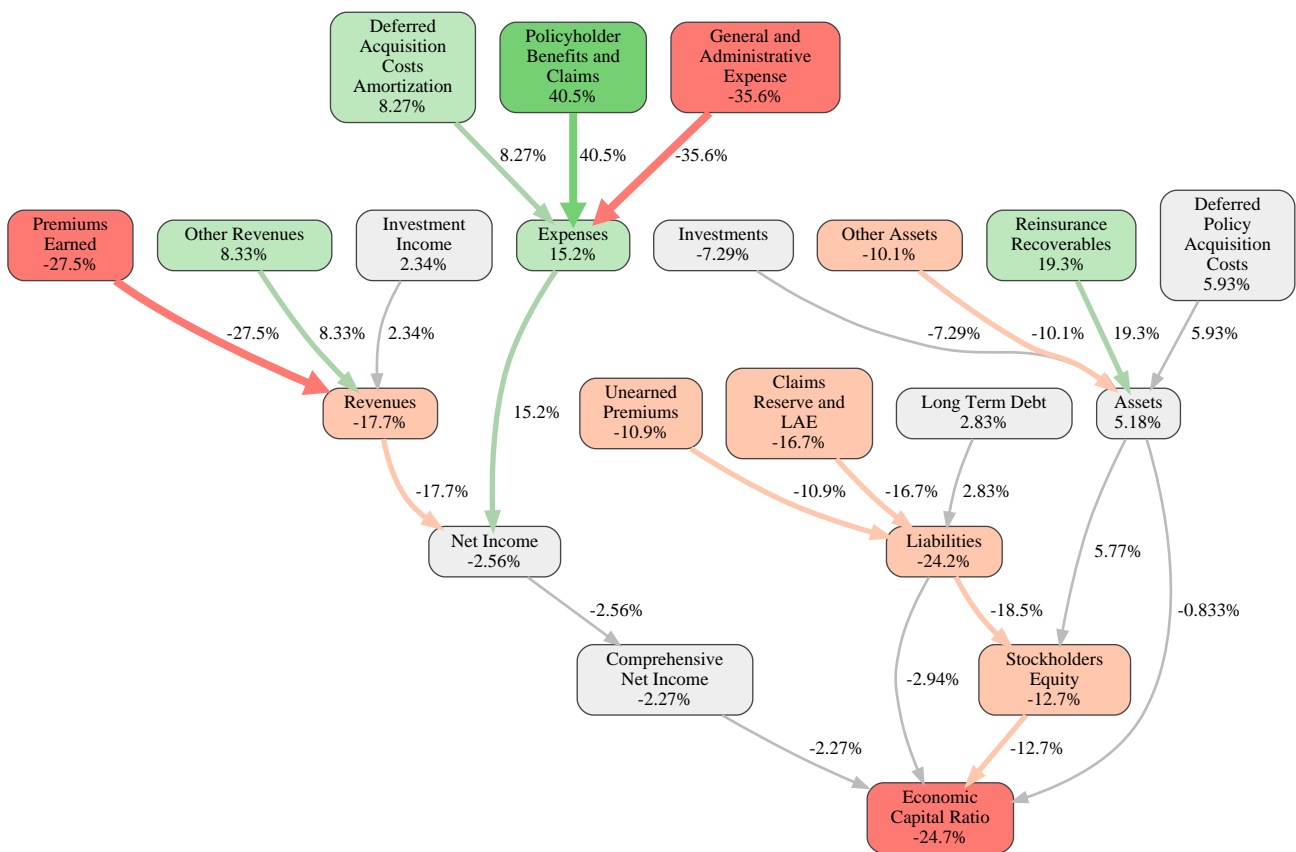 Deferred
Acquisition
Costs
Amortization
8.27%
Policyholder
Benefits and
Claims
40.5%
General and
Administrative
Expense
-35.6%
8.27%
40.5%
-35.6%
Premiums
Earned
-27.5%
Other Revenues
8.33%
Investment
Income
2.34%
Expenses
15.2%
Investments
-7.29%
Other Assets
-10.1%
Reinsurance
Recoverables
19.3%
Deferred
Policy
Acquisition
Costs
5.93%
-27.5%
8.33%
2.34%
-7.29%
-10.1%
19.3%
5.93%
Revenues
-17.7%
15.2%
Unearned
Premiums
-10.9%
Claims
Reserve and
LAE
-16.7%
Long Term Debt
2.83%
Assets
5.18%
-17.7%
-10.9%
-16.7%
2.83%
Net Income
-2.56%
Liabilities
-24.2%
5.77%
-2.56%
-18.5%
-0.833%
Comprehensive
Net Income
-2.27%
-2.94%
Stockholders
Equity
-12.7%
-2.27%
-12.7%
Economic
Capital Ratio
-24.7%